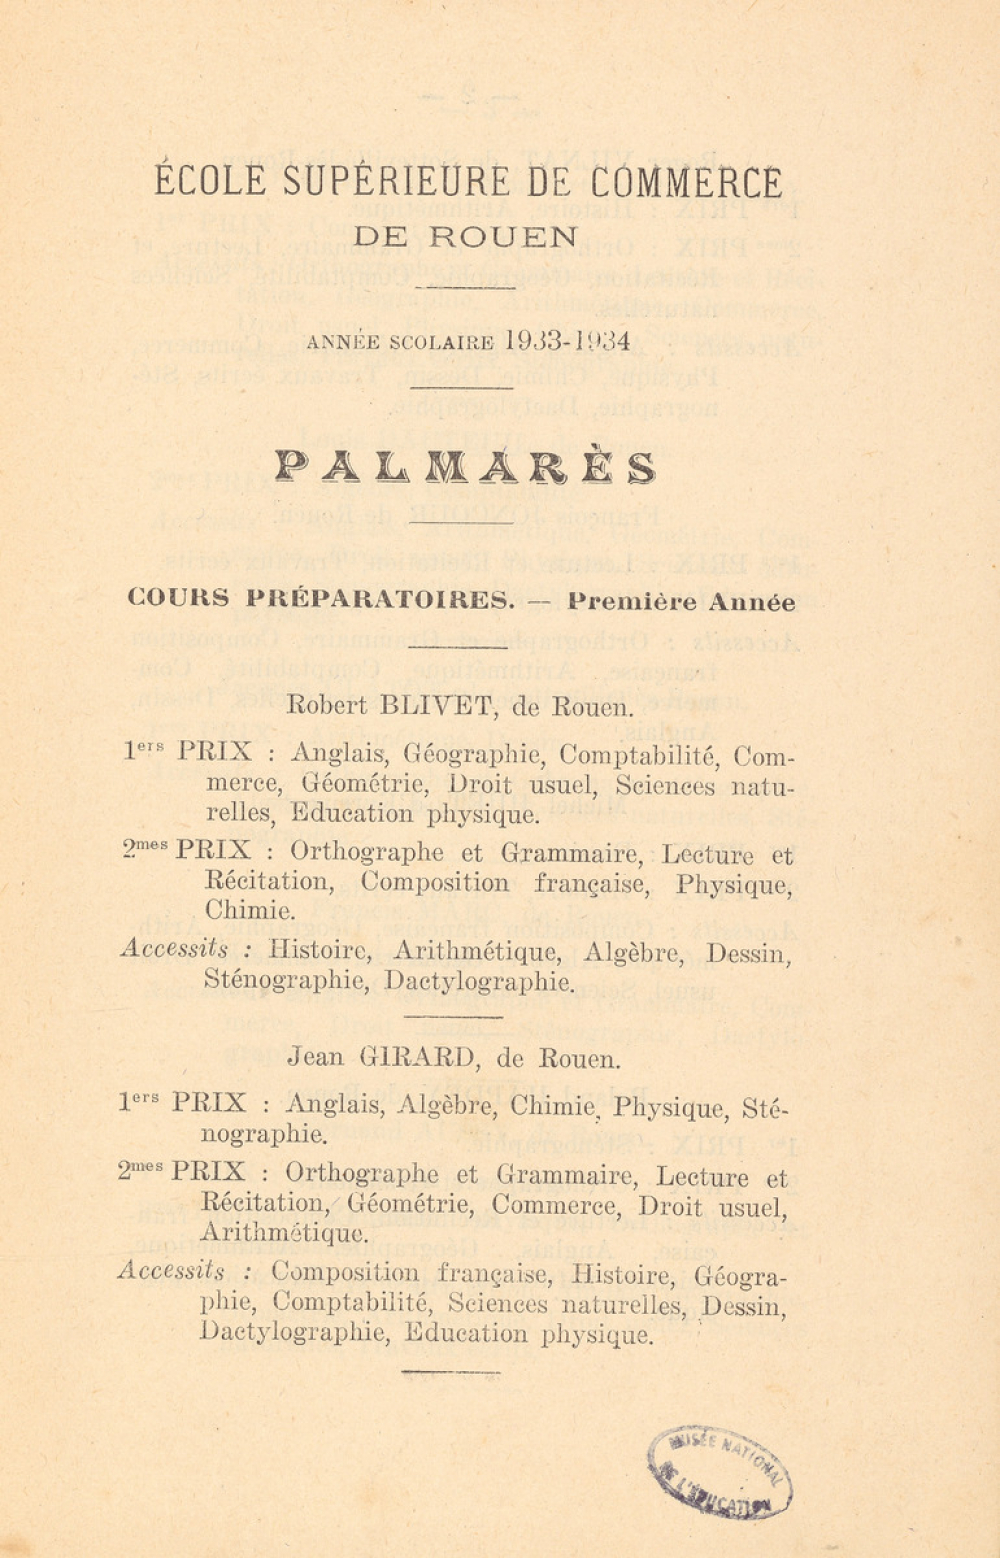 ÉCOLE SUPÉRIEURE DE COMMERCE
DE ROUEN
ANNÉE SCOLAIRE 1933-1934
PALMARÈS
COURS PRÉPARATOIRES. — Première Année
Robert BLIVET, de Rouen.
1ers PRIX : Anglais, Géographie, Comptabilité, Com-
merce, Géométrie, Droit usuel, Sciences natu-
relles, Education physique.
2mes PRIX : Orthographe et Grammaire, Lecture et
Récitation, Composition française, Physique,
Chimie.
Accessits : Histoire, Arithmétique, Algèbre, Dessin,
Sténographie, Dactylographie.
Jean GIRARD, de Rouen.
1ers PRIX : Anglais, Algèbre, Chimie, Physique, Sté-
nographie.
2mes PRIX : Orthographe et Grammaire, Lecture et
Récitation, Géométrie, Commerce, Droit usuel,
Arithmétique.
Accessits : Composition française, Histoire, Géogra-
phie, Comptabilité, Sciences naturelles, Dessin,
Dactylographie, Education physique.
MUSÉE NATIONAL
DE L'ÉDUCATION